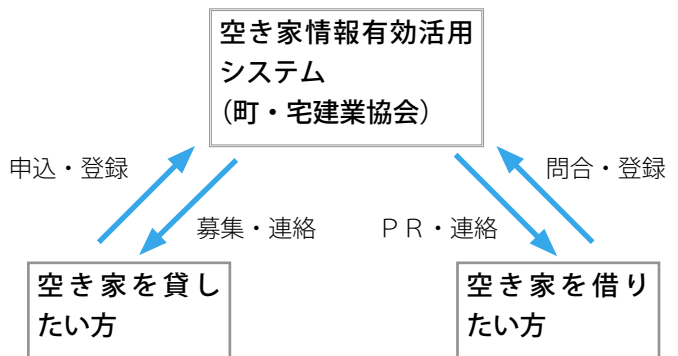 空き家情報有効活用
システム
（町・宅建業協会）
申込・登録
問合・登録
募集・連絡
ＰＲ・連絡
空き家を貸し
たい方
空き家を借り
たい方